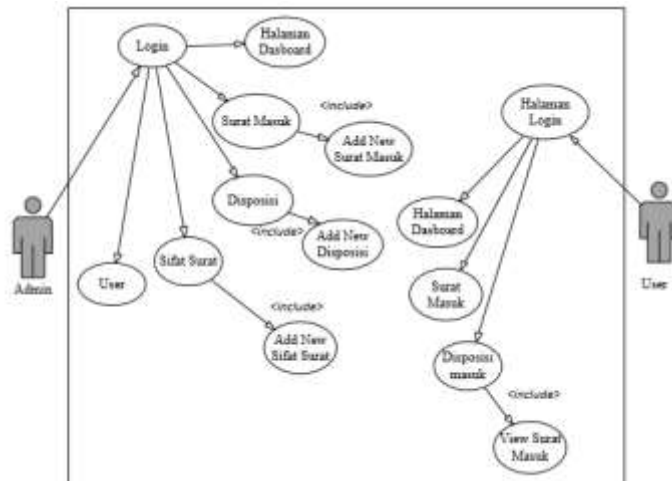 Login
Halaman
Dasboard
Surat Masuk
<include>
Add New
Surat Masuk
Disposisi
<include>
Add New
Disposisi
Sifat Surat
User
<include>
Add New
Sifat Surat
Admin
Halaman
Login
Halaman
Dasboard
Surat
Masuk
Disposisi
masuk
<include>
View Surat
Masuk
User